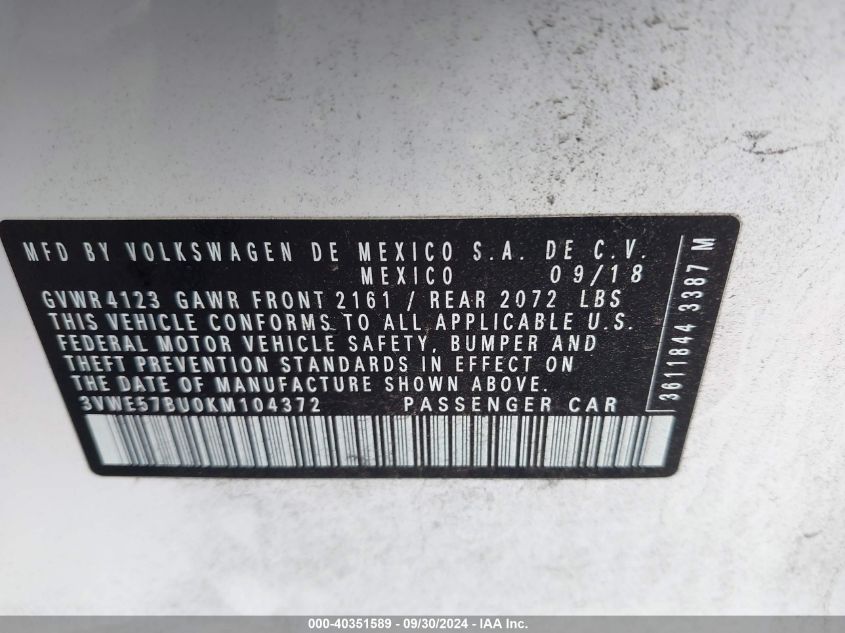 MFD BY VOLKSWAGEN DE MEXICO S.A. DE C.V.
MEXICO 09/18
GVWR4123 GAWR FRONT 2161 / REAR 2072 LBS
THIS VEHICLE CONFORMS TO ALL APPLICABLE U.S.
FEDERAL MOTOR VEHICLE SAFETY, BUMPER AND
THEFT PREVENTION STANDARDS IN EFFECT ON
THE DATE OF MANUFACTURE SHOWN ABOVE.
3VWE57BU0KM104372 PASSENGER CAR
3611844 3387 M
000-40351589 - 09/30/2024 - IAA Inc.